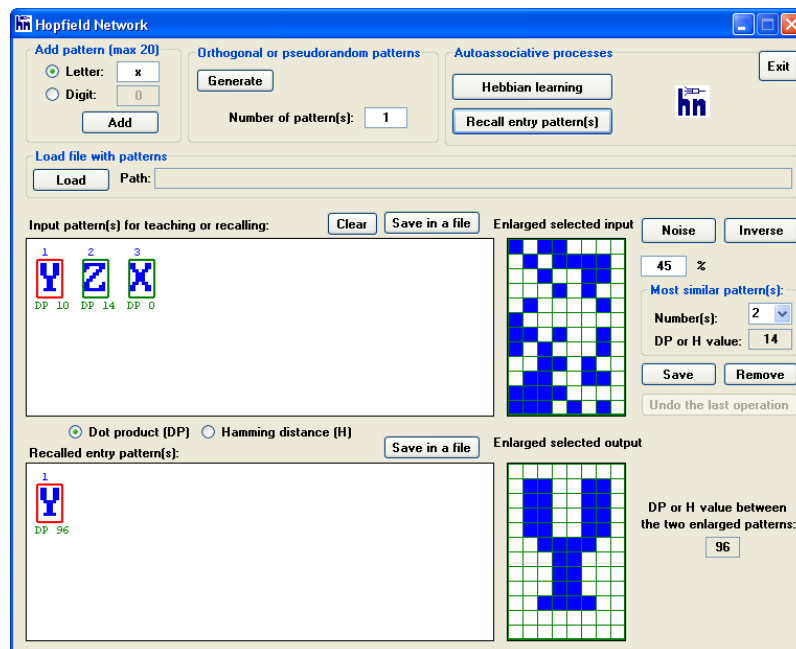 Hopfield Network
Add pattern (max 20)
Letter: x
Digit: 0
Add
Orthogonal or pseudorandom patterns
Generate
Number of pattern(s): 1
Autoassociative processes
Hebbian learning
Recall entry pattern(s)
hn
Exit
Load file with patterns
Load Path:
Input pattern(s) for teaching or recalling: Clear Save in a file
1 2 3
Y Z X
DP 10 DP 14 DP 0
Enlarged selected input
Noise Inverse
45 %
Most similar pattern(s):
Number(s): 2
DP or H value: 14
Save Remove
Undo the last operation
Dot product (DP) Hamming distance (H)
Recalled entry pattern(s): Save in a file
1
Y
DP 96
Enlarged selected output
Y
DP or H value between
the two enlarged patterns:
96